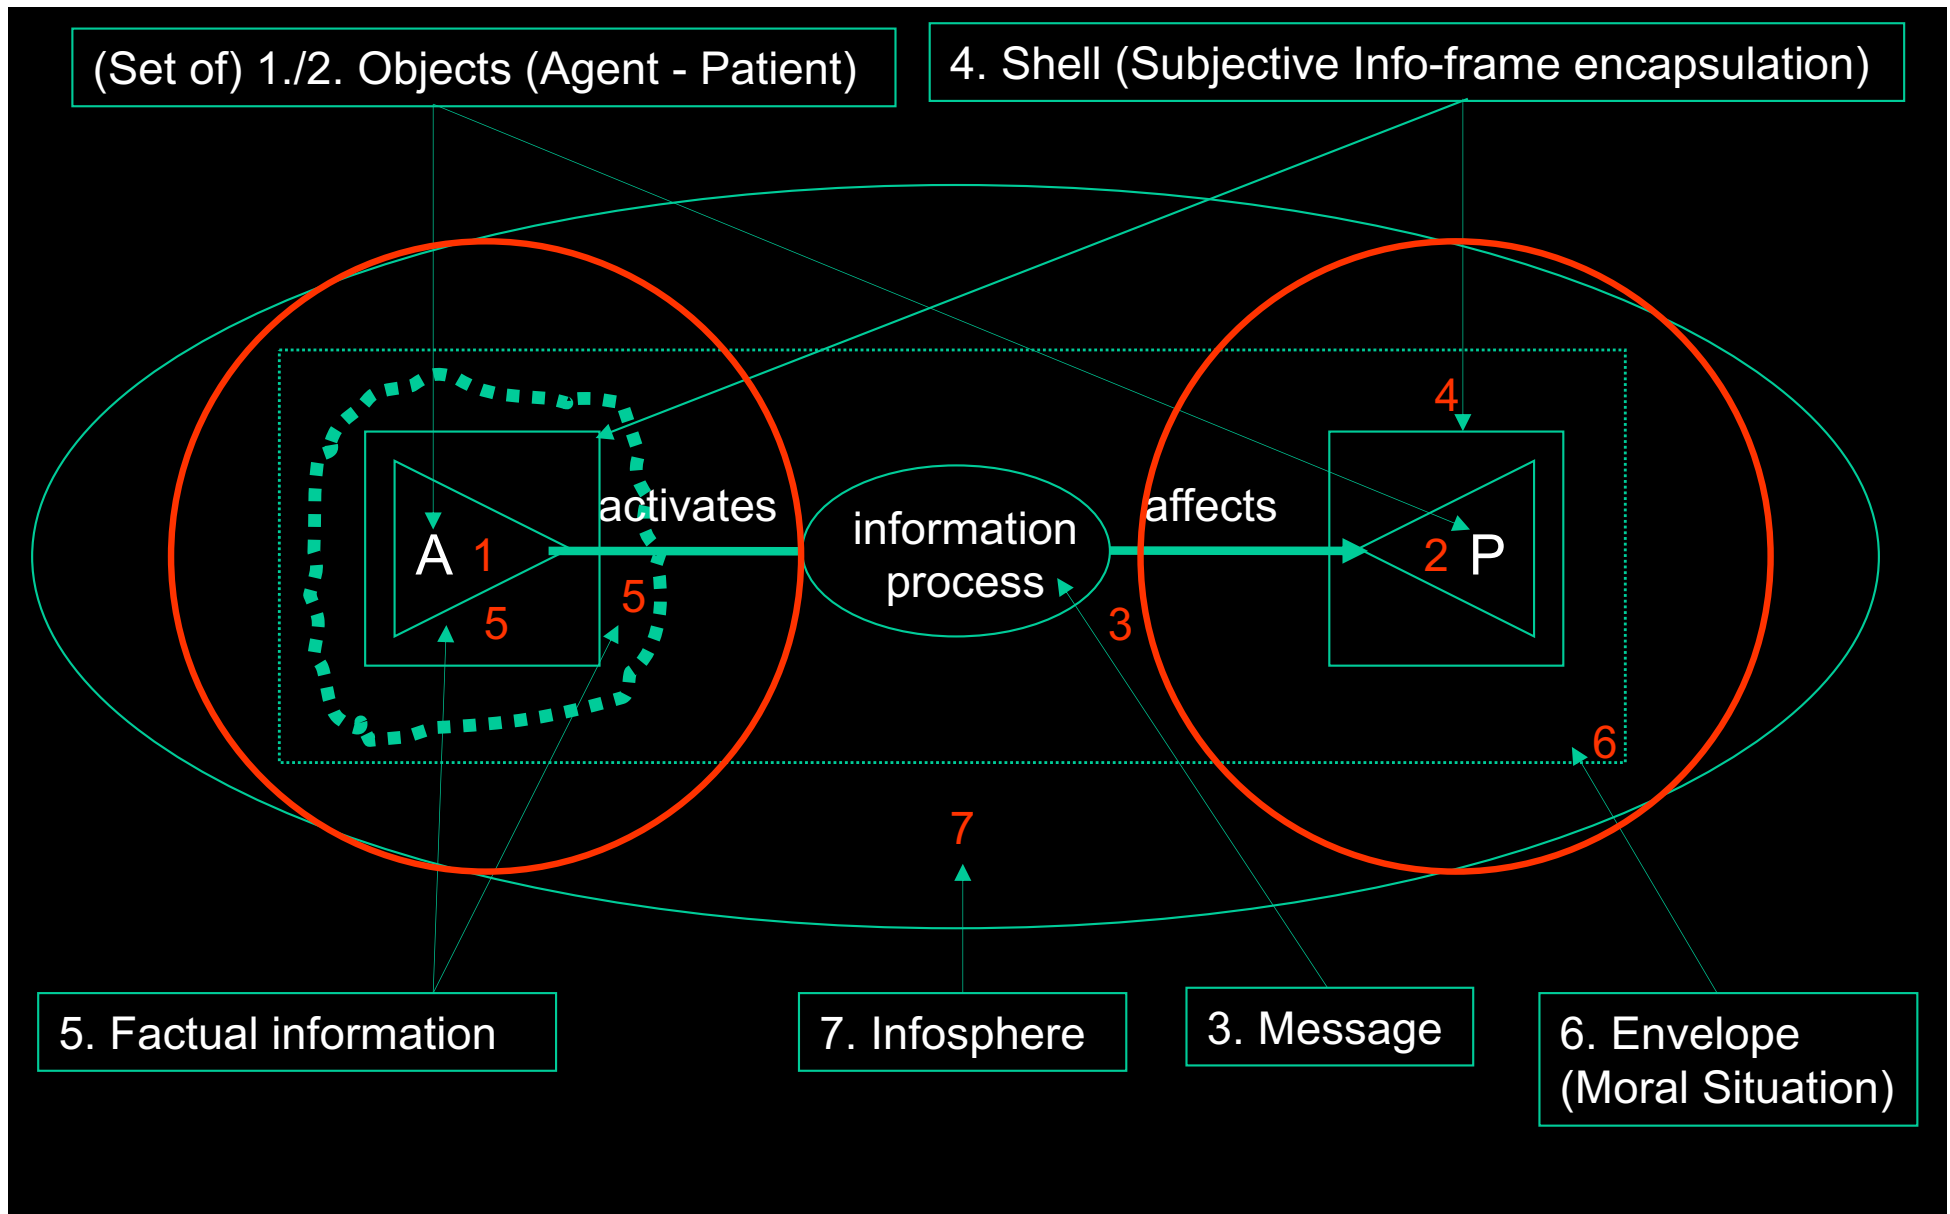 (Set of) 1./2. Objects (Agent - Patient)
4. Shell (Subjective Info-frame encapsulation)
4
activates
affects
information
process
A 1
2 P
5
5
3
6
7
5. Factual information
7. Infosphere
3. Message
6. Envelope
(Moral Situation)